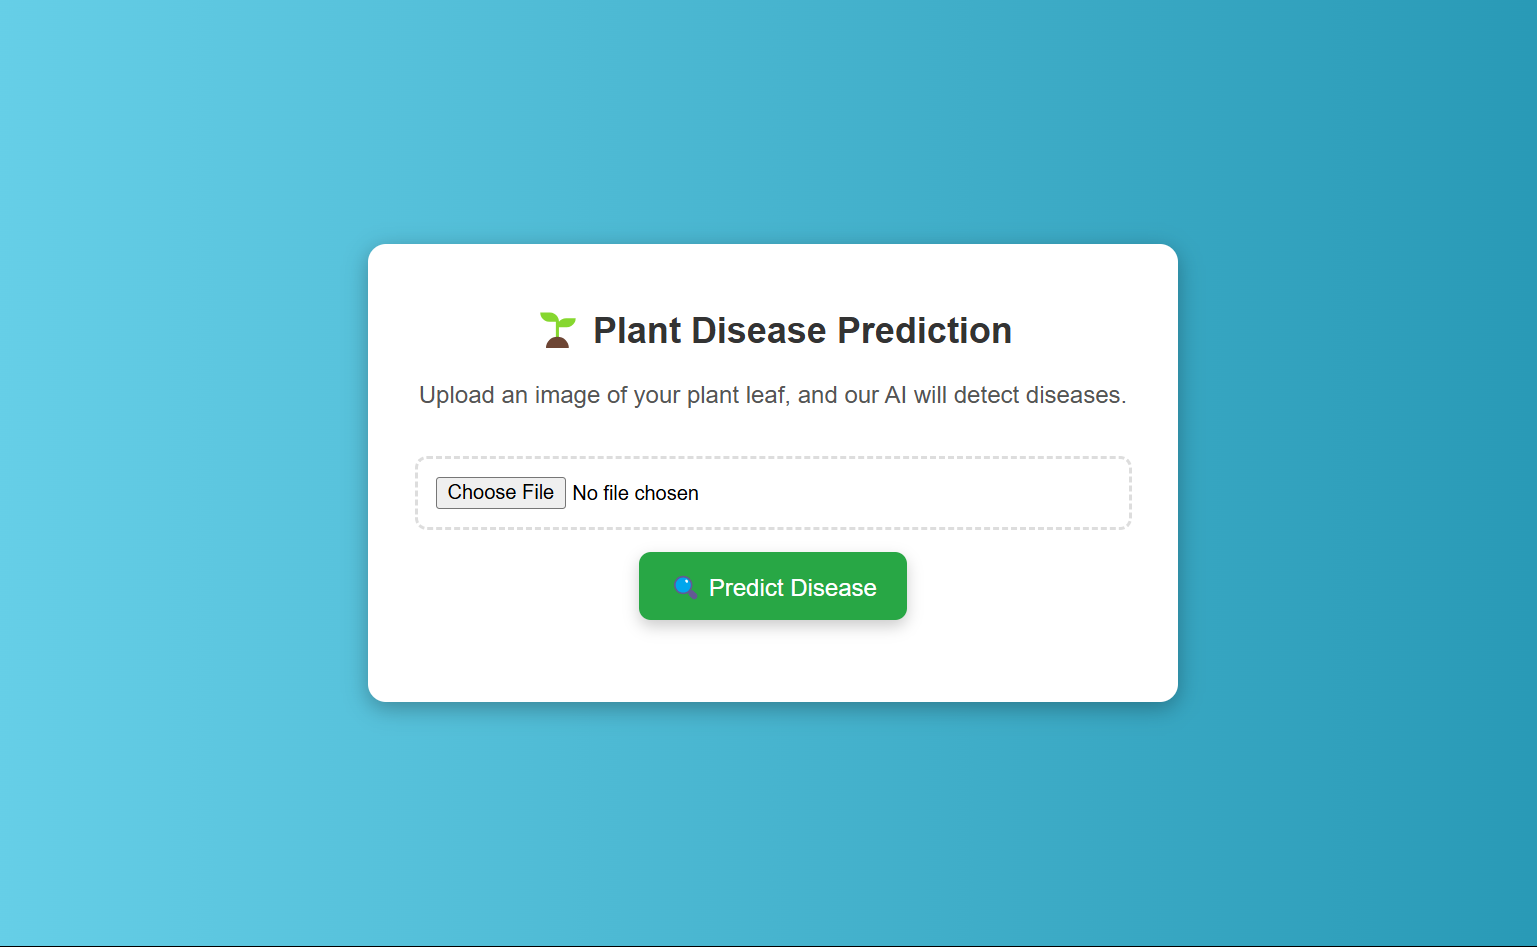 Plant Disease Prediction
Upload an image of your plant leaf, and our AI will detect diseases.
Choose File No file chosen
Predict Disease